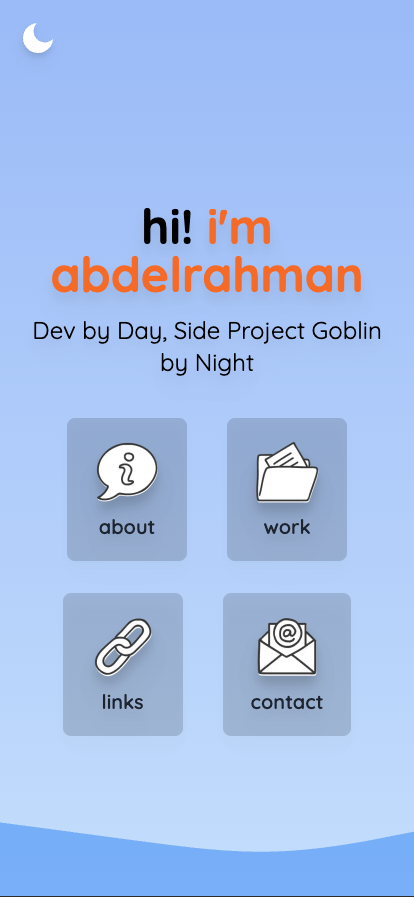 hi! i'm
abdelrahman
Dev by Day, Side Project Goblin
by Night
about
work
links
@
contact